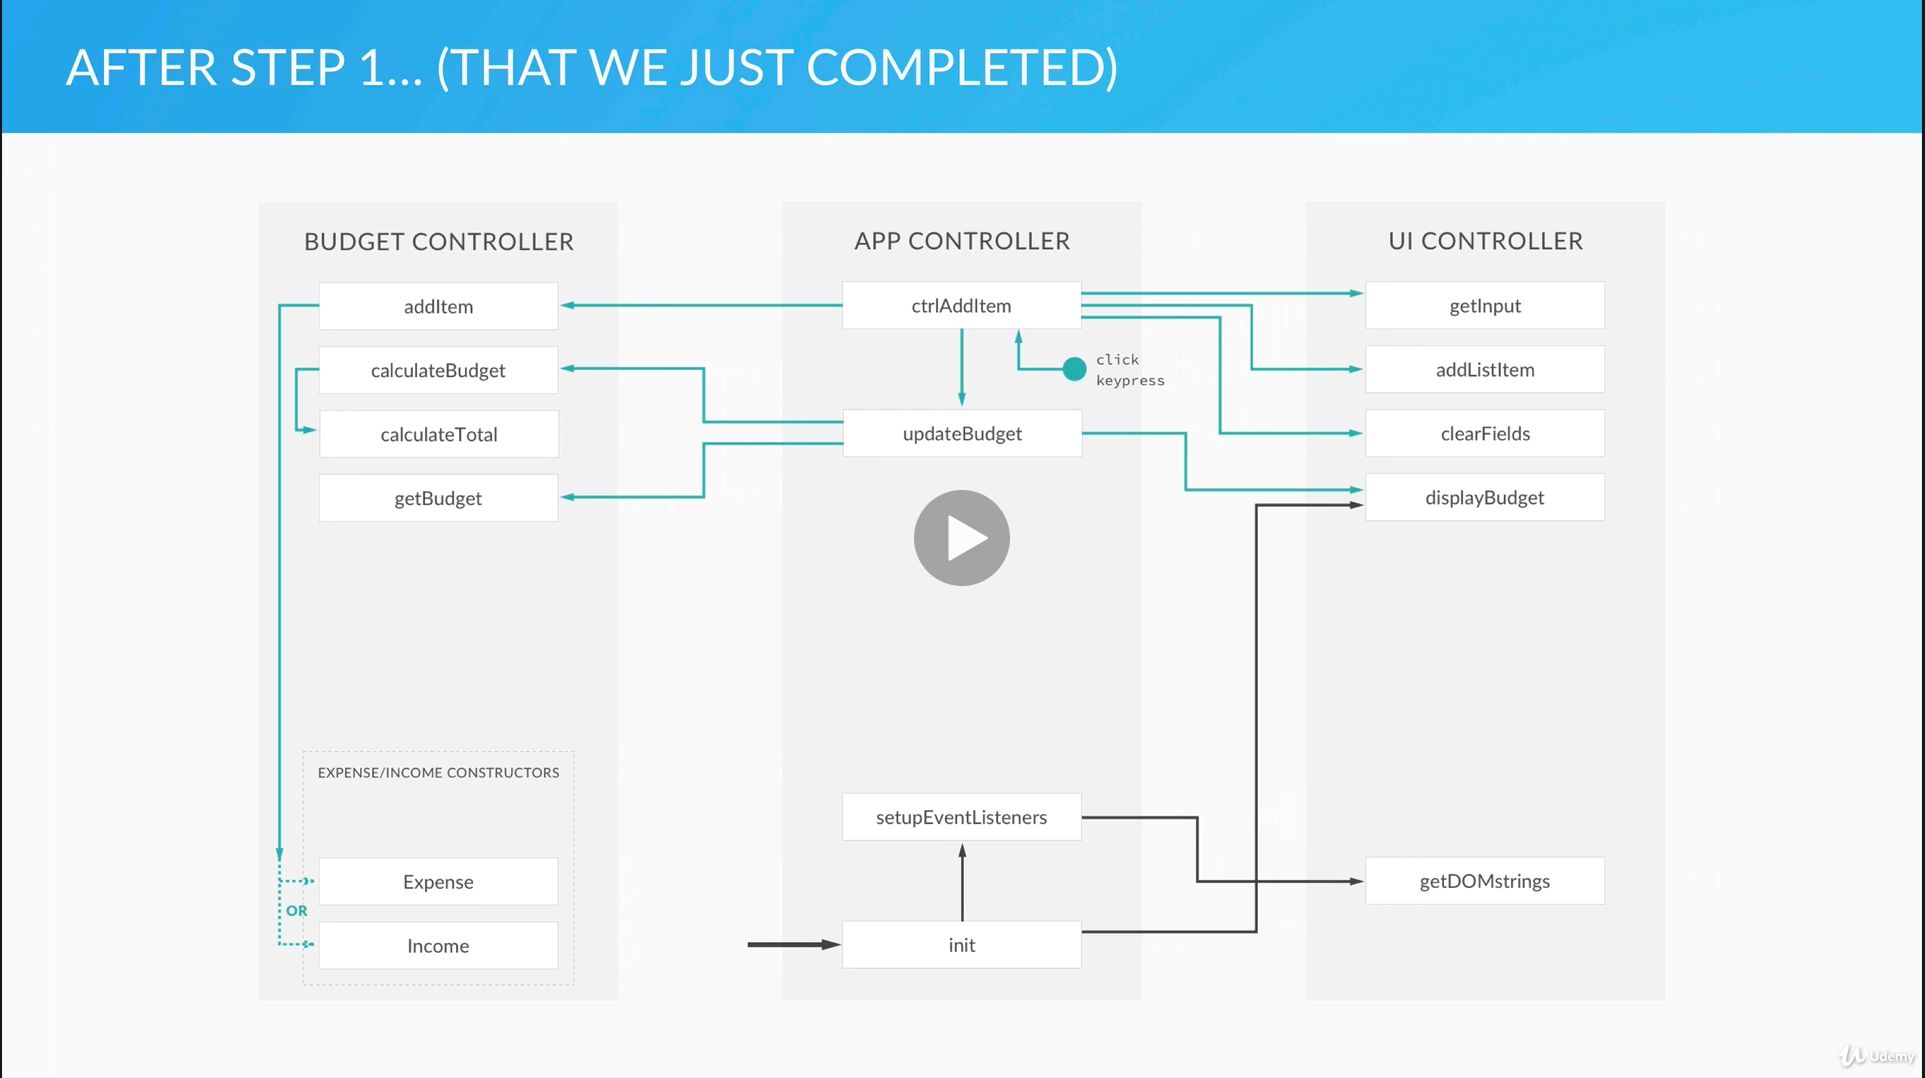 AFTER STEP 1... (THAT WE JUST COMPLETED)
BUDGET CONTROLLER
addItem
calculateBudget
calculateTotal
getBudget
EXPENSE/INCOME CONSTRUCTORS
Expense
OR
Income
APP CONTROLLER
ctrlAddItem
click
keypress
updateBudget
setupEventListeners
init
UI CONTROLLER
getInput
addListItem
clearFields
displayBudget
getDOMstrings
Udemy